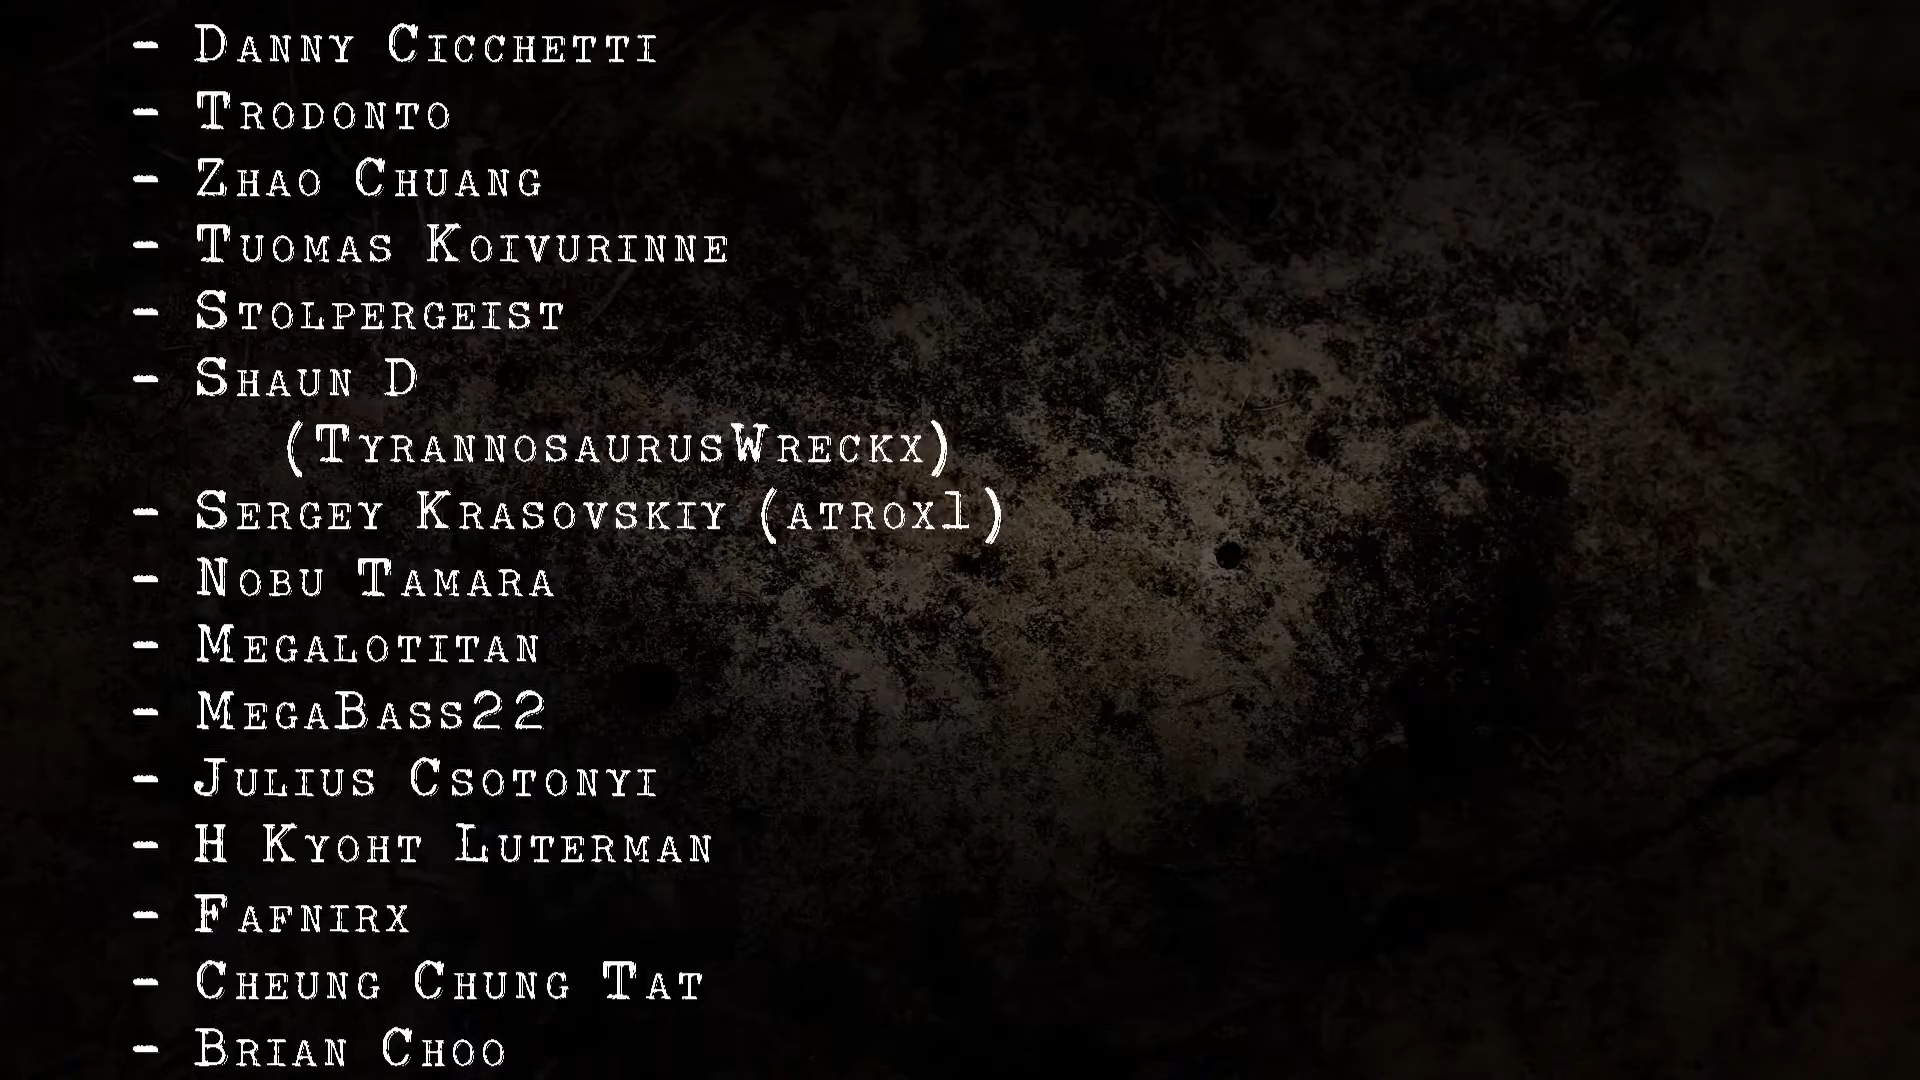 - Danny Cicchetti
- Trodonto
- Zhao Chuang
- Tuomas Koivurinne
- Stolpergeist
- Shaun D
(TyrannosaurusWreckx)
- Sergey Krasovskiy (atrox1)
- Nobu Tamara
- Megalotitan
- MegaBass22
- Julius Csotonyi
- H Kyoht Luterman
- Fafnirx
- Cheung Chung Tat
- Brian Choo